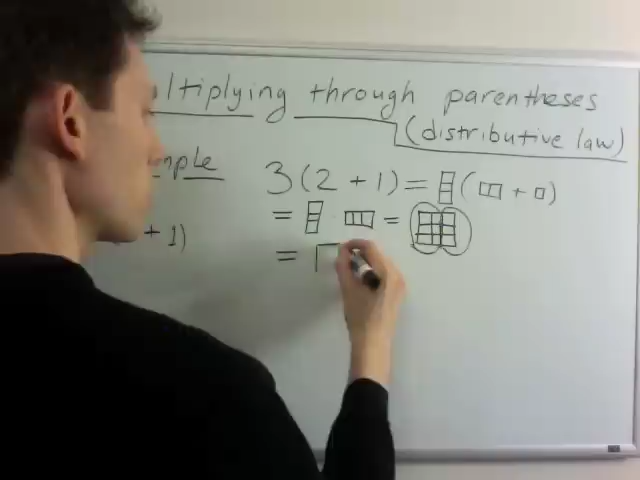 ltiplying through parentheses
(distributive law)
mple
3(2 + 1) = ( + )
+ 1)
= =
=